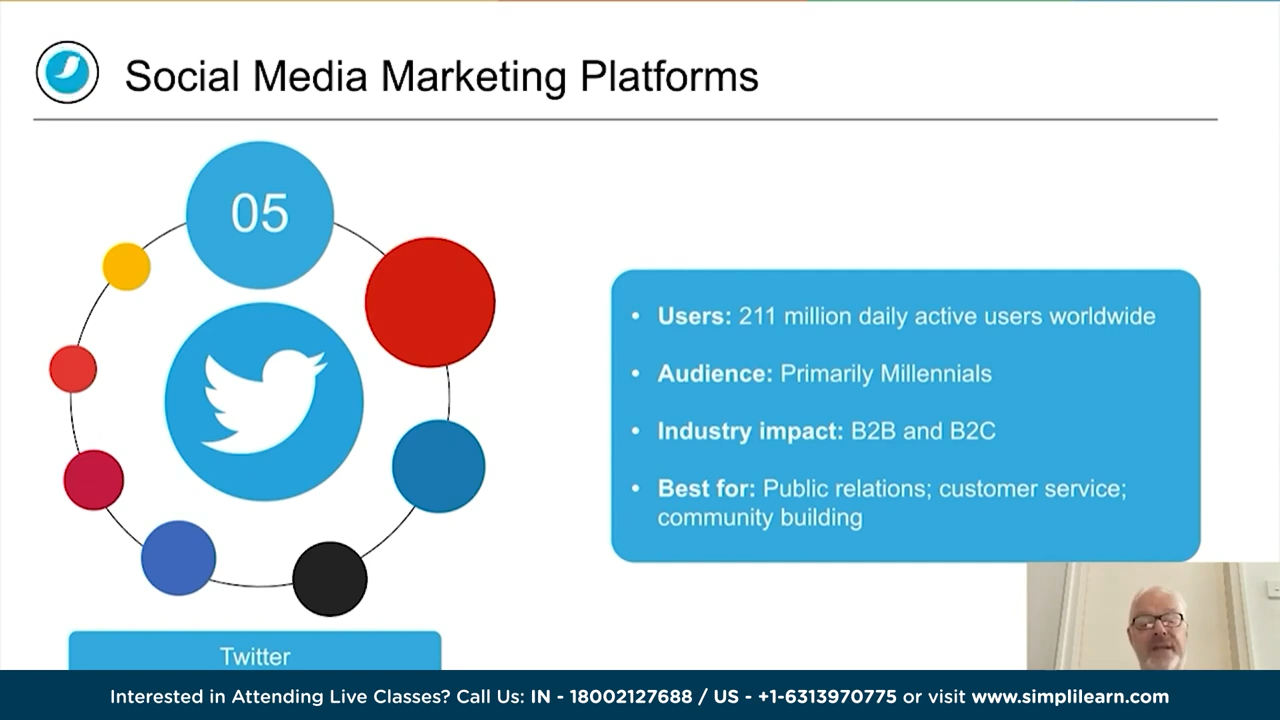 Social Media Marketing Platforms
05
• Users: 211 million daily active users worldwide
• Audience: Primarily Millennials
• Industry impact: B2B and B2C
• Best for: Public relations; customer service;
community building
Twitter
Interested in Attending Live Classes? Call Us: IN - 18002127688 / US - +1-6313970775 or visit www.simplilearn.com